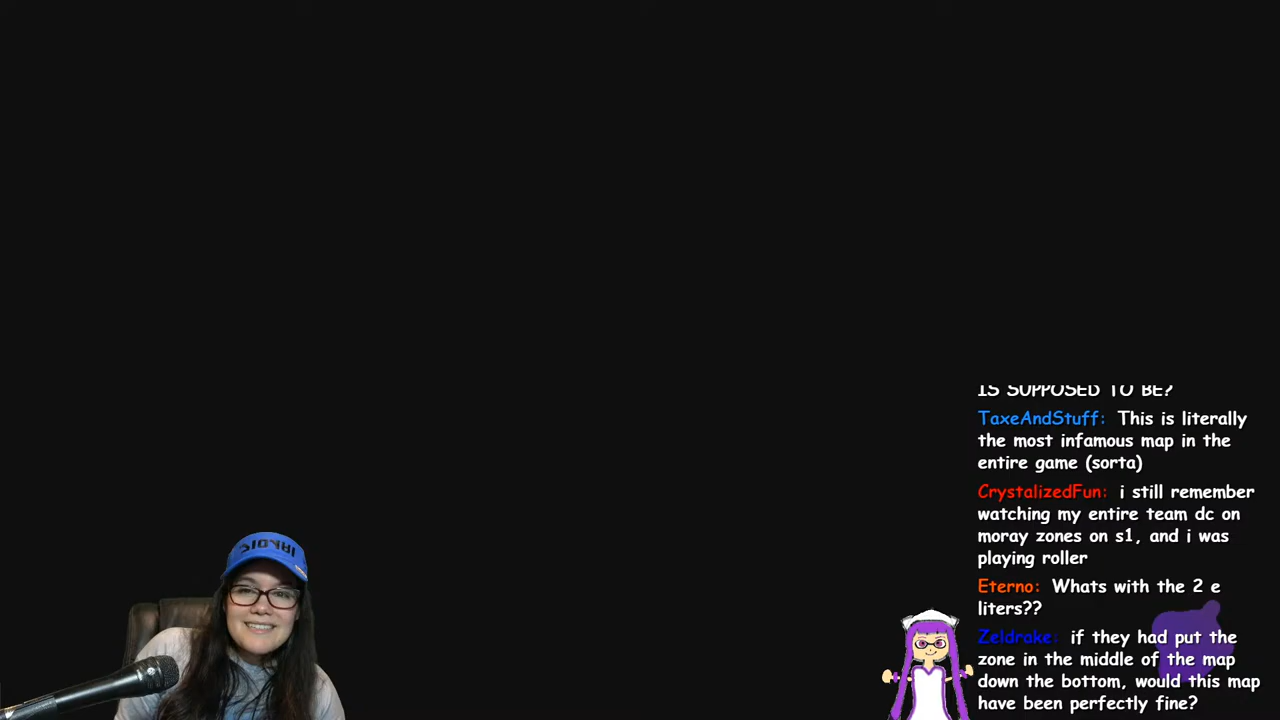 IS SUPPOSED TO BE?
TaxeAndStuff: This is literally
the most infamous map in the
entire game (sorta)
CrystalizedFun: i still remember
watching my entire team dc on
moray zones on s1, and i was
playing roller
Eterno: Whats with the 2 e
liters??
Zeldrake: if they had put the
zone in the middle of the map
down the bottom, would this map
have been perfectly fine?